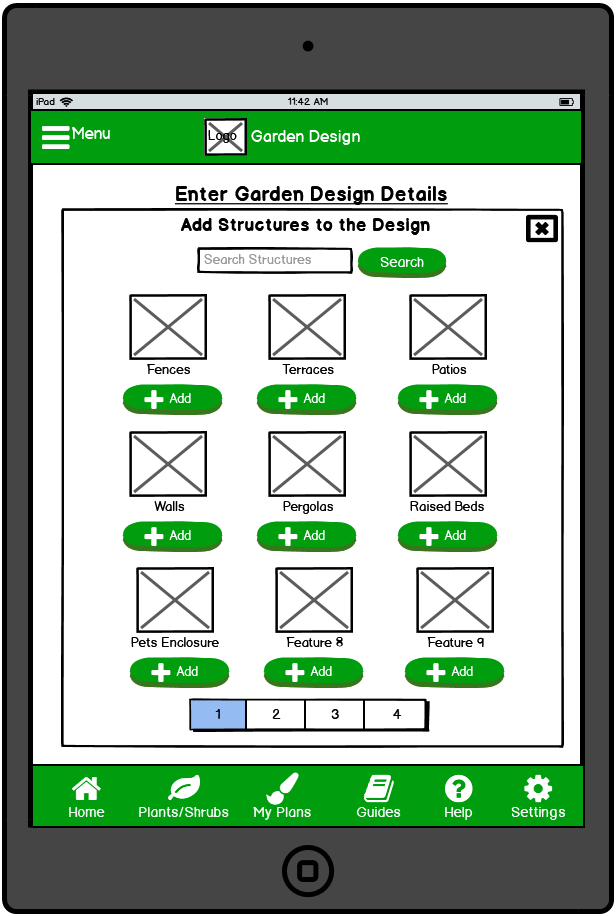 iPad 11:42 AM
Menu Logo Garden Design
Enter Garden Design Details
Add Structures to the Design
Search Structures Search
Fences Terraces Patios
Add Add Add
Walls Pergolas Raised Beds
Add Add Add
Pets Enclosure Feature 8 Feature 9
Add Add Add
1 2 3 4
Home Plants/Shrubs My Plans Guides Help Settings